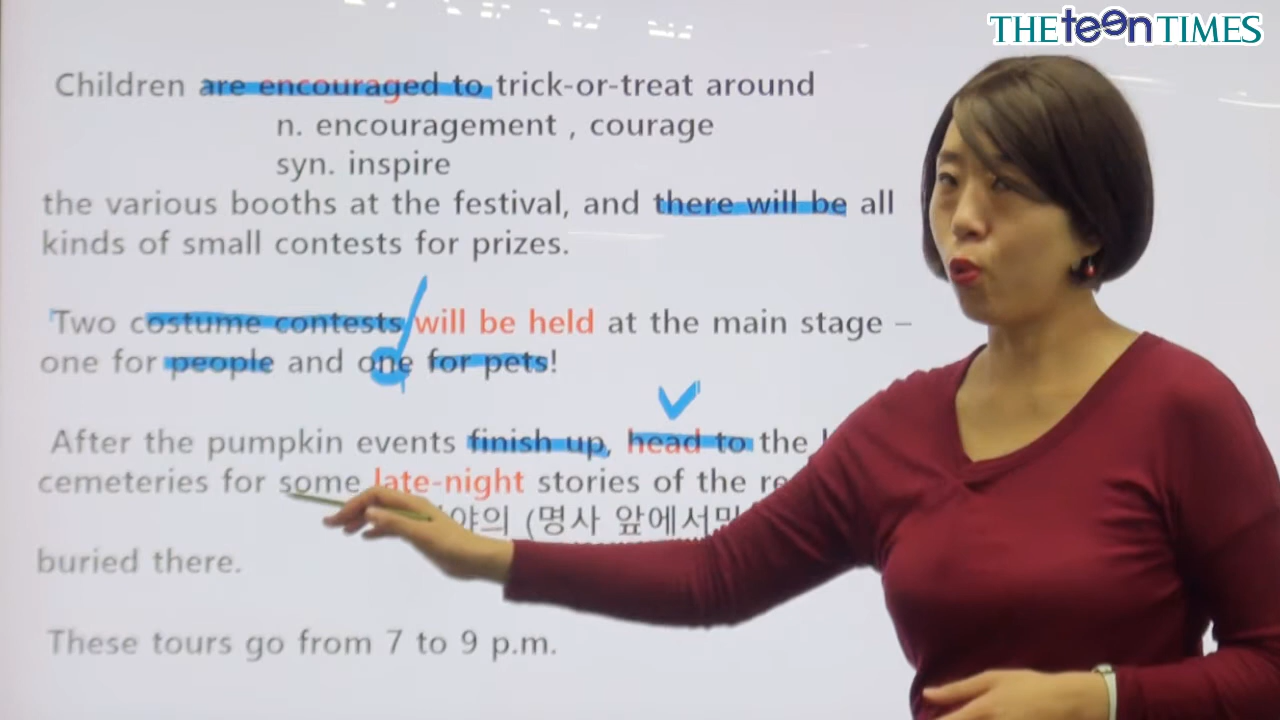 THE teen TIMES
Children are encouraged to trick-or-treat around
n. encouragement , courage
syn. inspire
the various booths at the festival, and there will be all
kinds of small contests for prizes.
Two costume contests will be held at the main stage –
one for people and one for pets!
After the pumpkin events finish up, head to the
cemeteries for some late-night stories of the
야의 (명사 앞에서만
buried there.
These tours go from 7 to 9 p.m.